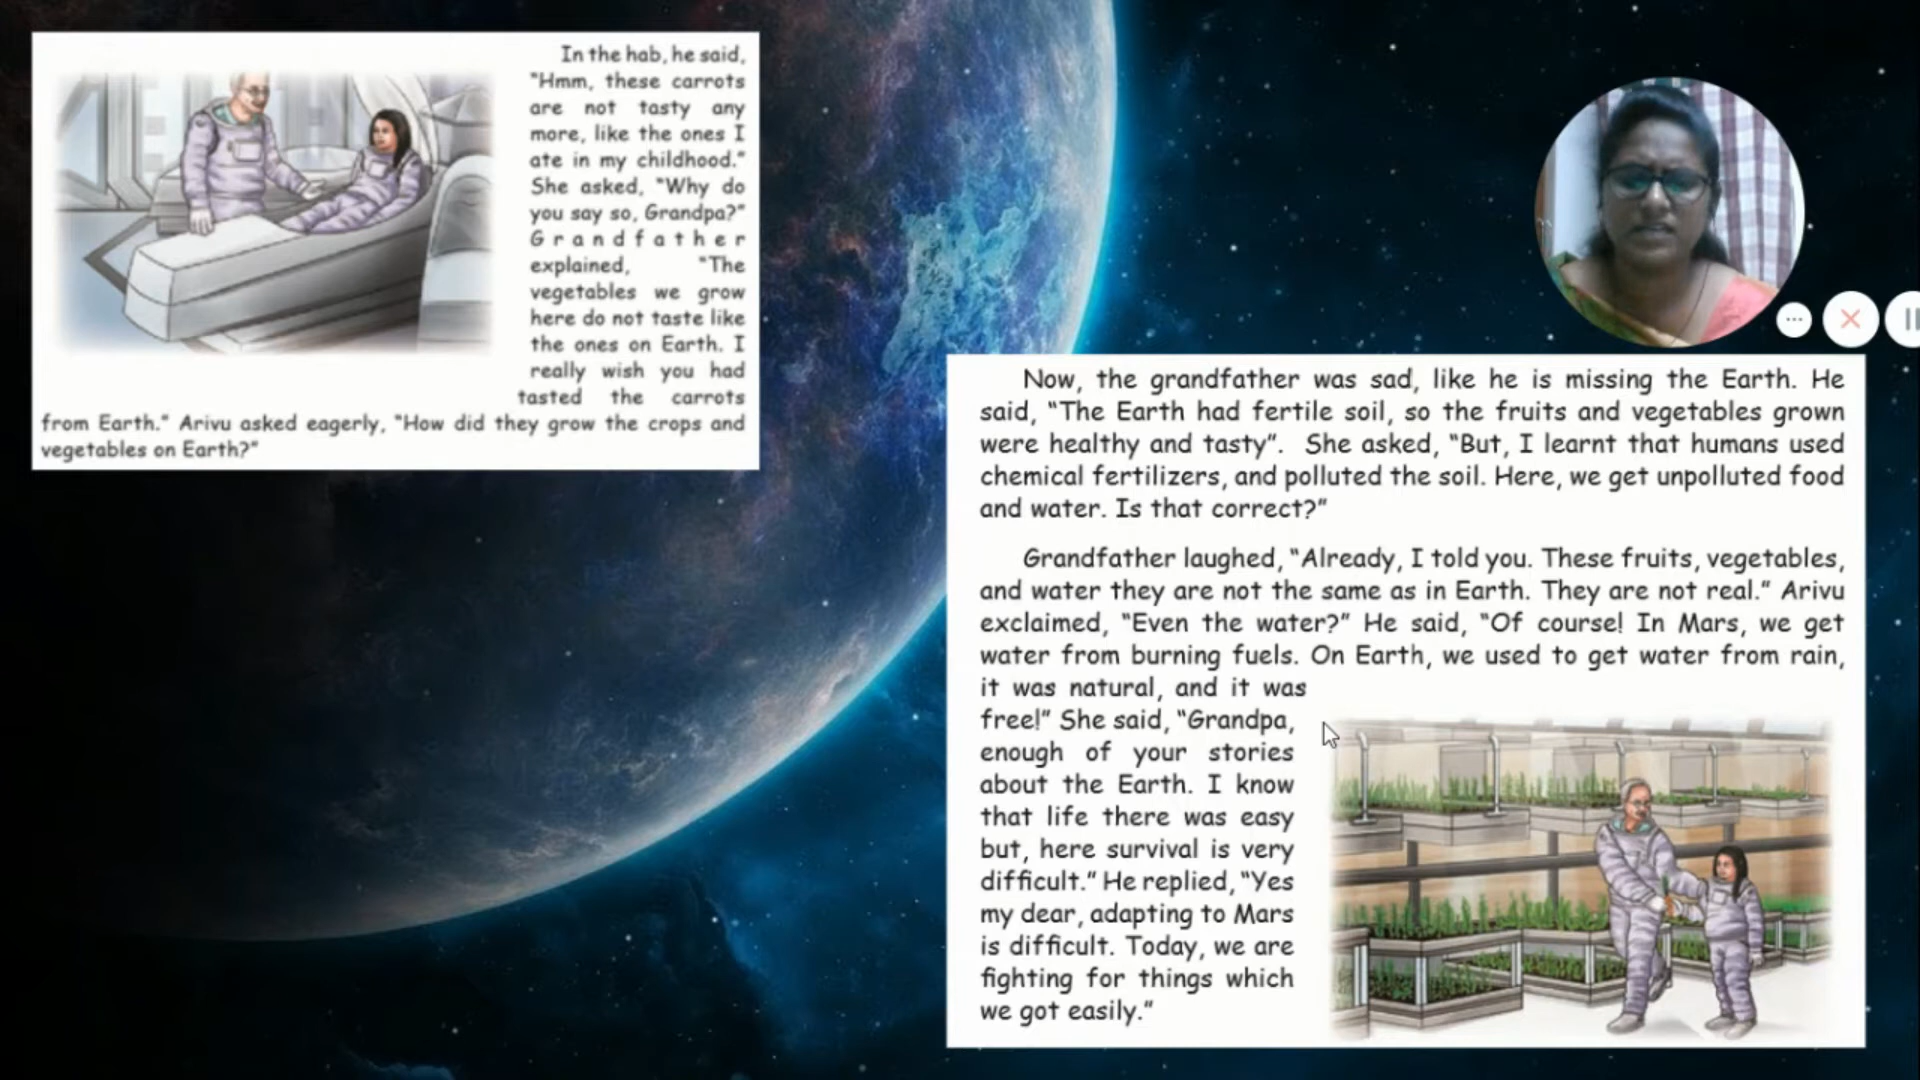 In the hab, he said,
“Hmm, these carrots
are not tasty any
more, like the ones I
ate in my childhood.”
She asked, “Why do
you say so, Grandpa?”
Grandfather
explained, “The
vegetables we grow
here do not taste like
the ones on Earth. I
really wish you had
tasted the carrots
from Earth.” Arivu asked eagerly, “How did they grow the crops and
vegetables on Earth?”
Now, the grandfather was sad, like he is missing the Earth. He
said, “The Earth had fertile soil, so the fruits and vegetables grown
were healthy and tasty”. She asked, “But, I learnt that humans used
chemical fertilizers, and polluted the soil. Here, we get unpolluted food
and water. Is that correct?”
Grandfather laughed, “Already, I told you. These fruits, vegetables,
and water they are not the same as in Earth. They are not real.” Arivu
exclaimed, “Even the water?” He said, “Of course! In Mars, we get
water from burning fuels. On Earth, we used to get water from rain,
it was natural, and it was
free!” She said, “Grandpa,
enough of your stories
about the Earth. I know
that life there was easy
but, here survival is very
difficult.” He replied, “Yes
my dear, adapting to Mars
is difficult. Today, we are
fighting for things which
we got easily.”